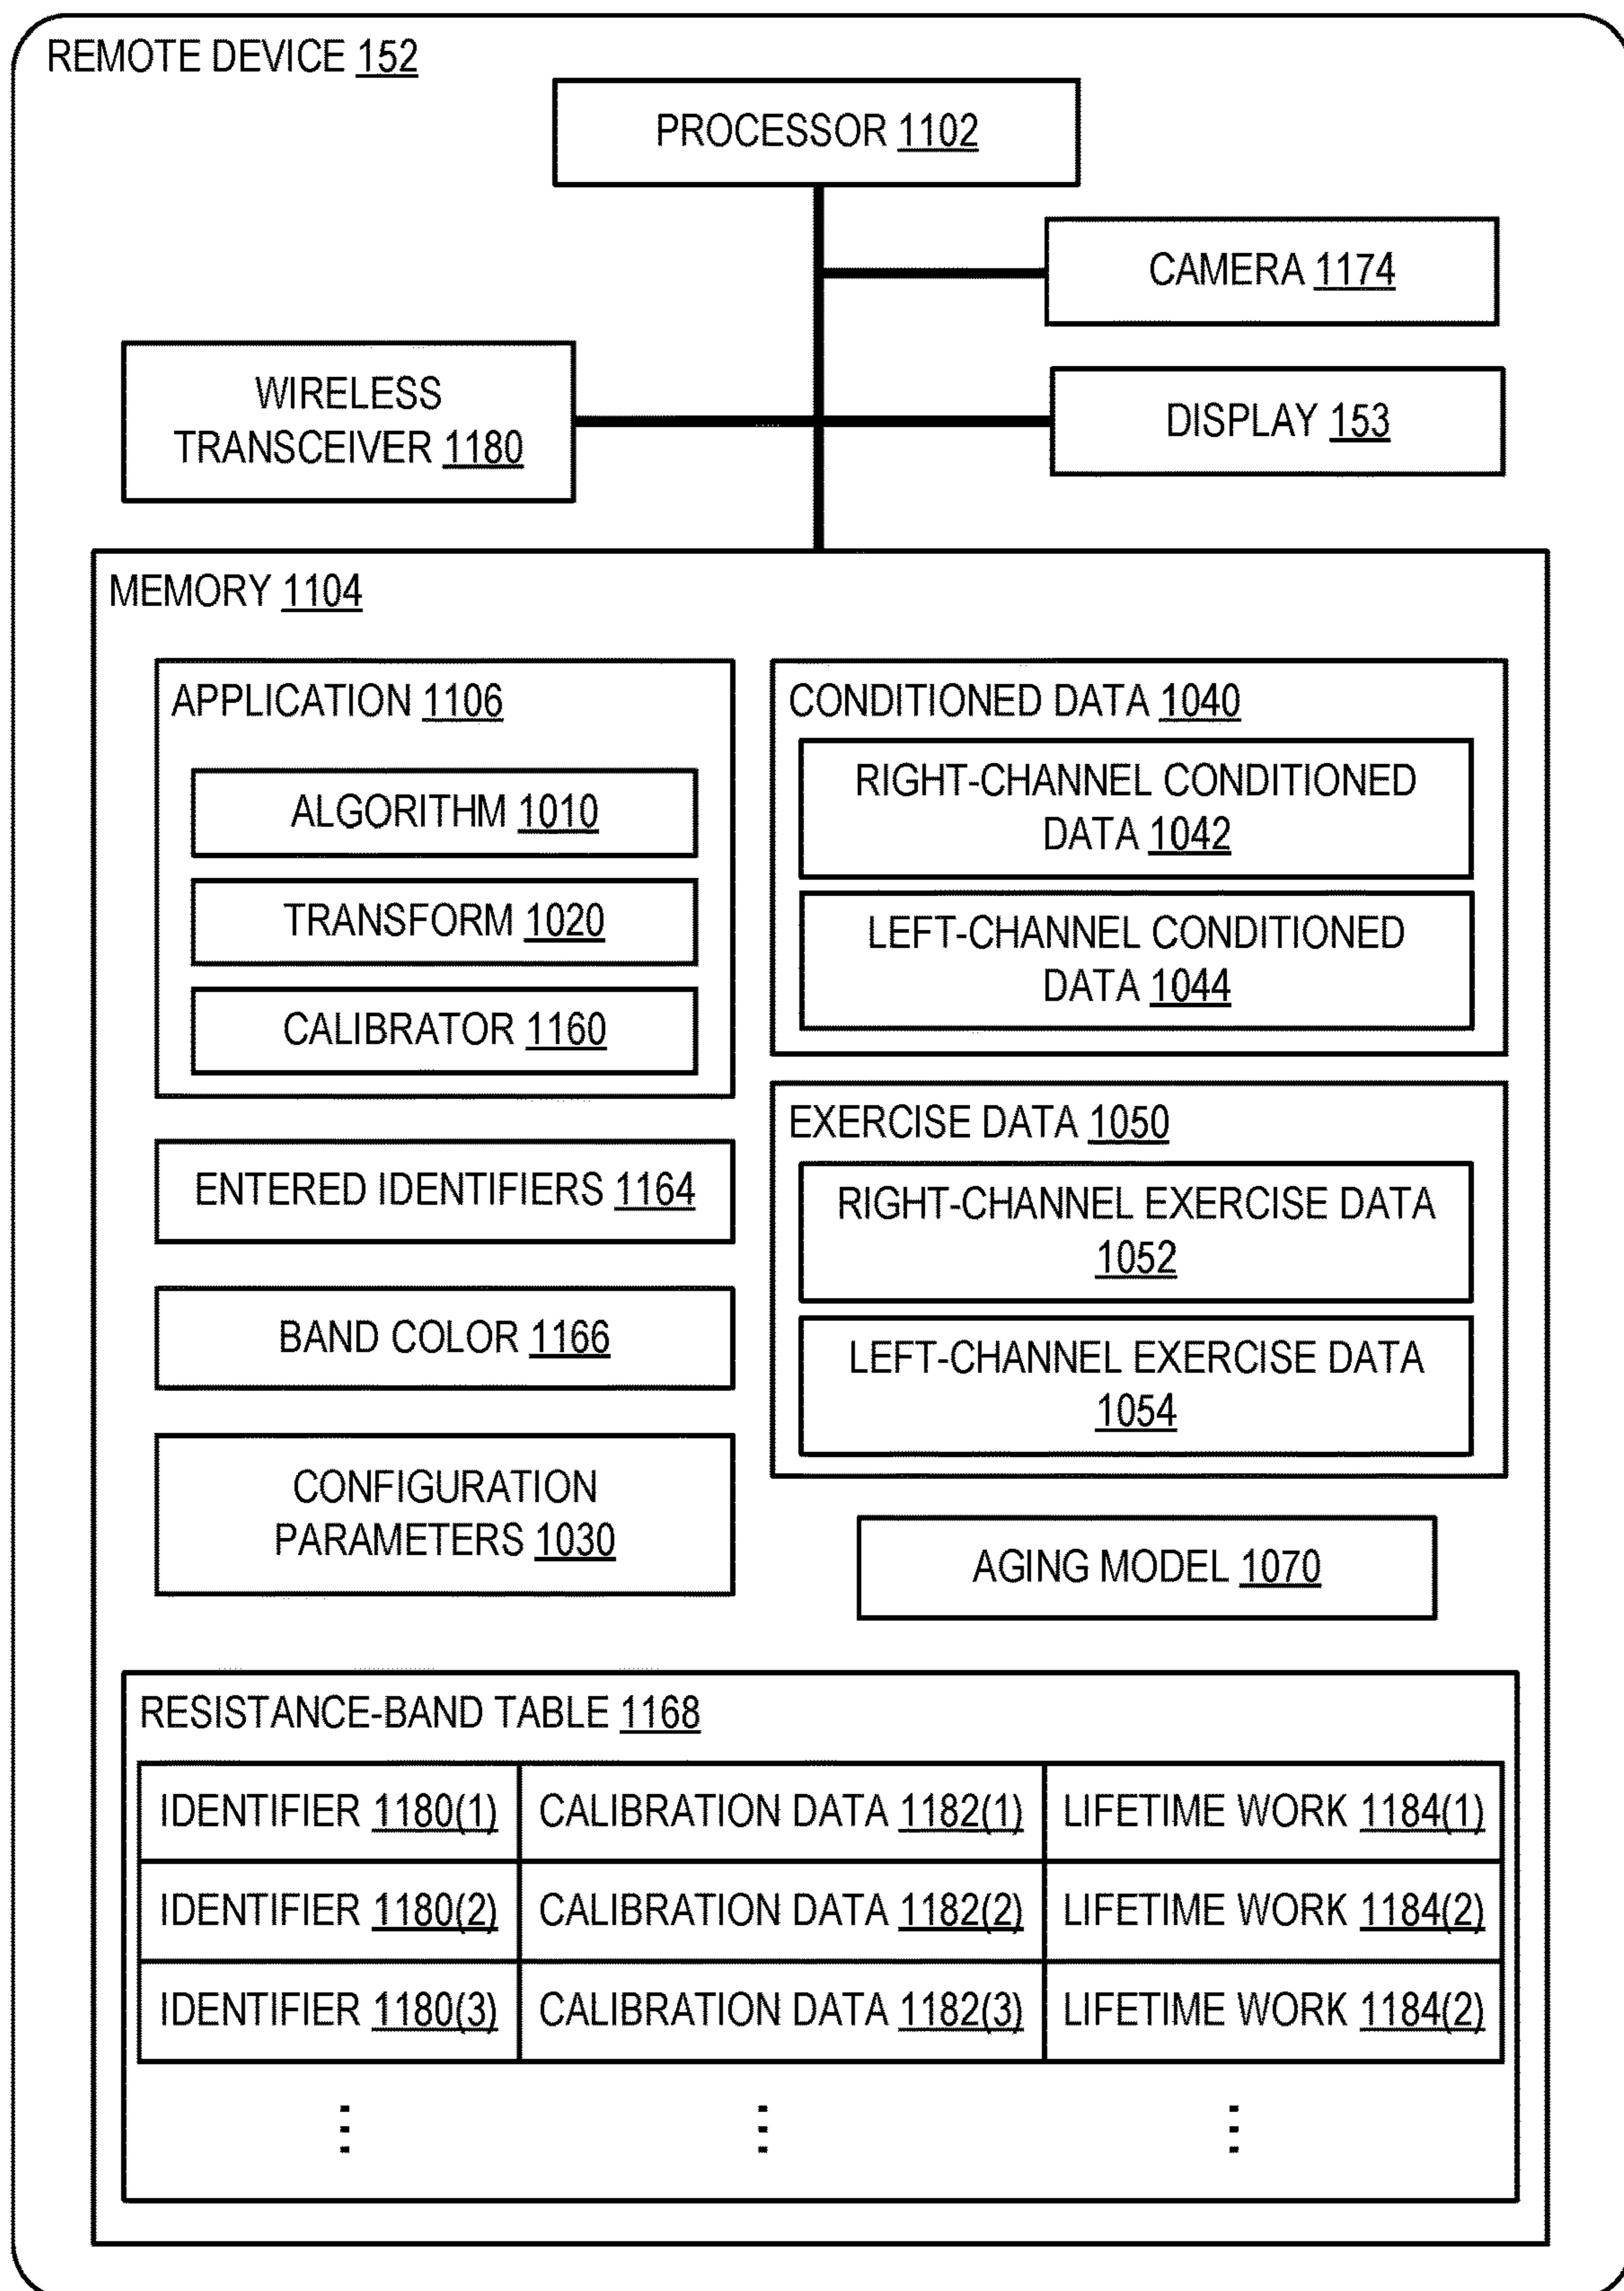 REMOTE DEVICE 152
PROCESSOR 1102
CAMERA 1174
WIRELESS
TRANSCEIVER 1180
DISPLAY 153
MEMORY 1104
APPLICATION 1106
ALGORITHM 1010
TRANSFORM 1020
CALIBRATOR 1160
ENTERED IDENTIFIERS 1164
BAND COLOR 1166
CONFIGURATION
PARAMETERS 1030
CONDITIONED DATA 1040
RIGHT-CHANNEL CONDITIONED
DATA 1042
LEFT-CHANNEL CONDITIONED
DATA 1044
EXERCISE DATA 1050
RIGHT-CHANNEL EXERCISE DATA
1052
LEFT-CHANNEL EXERCISE DATA
1054
AGING MODEL 1070
RESISTANCE-BAND TABLE 1168
IDENTIFIER 1180(1) CALIBRATION DATA 1182(1) LIFETIME WORK 1184(1)
IDENTIFIER 1180(2) CALIBRATION DATA 1182(2) LIFETIME WORK 1184(2)
IDENTIFIER 1180(3) CALIBRATION DATA 1182(3) LIFETIME WORK 1184(2)